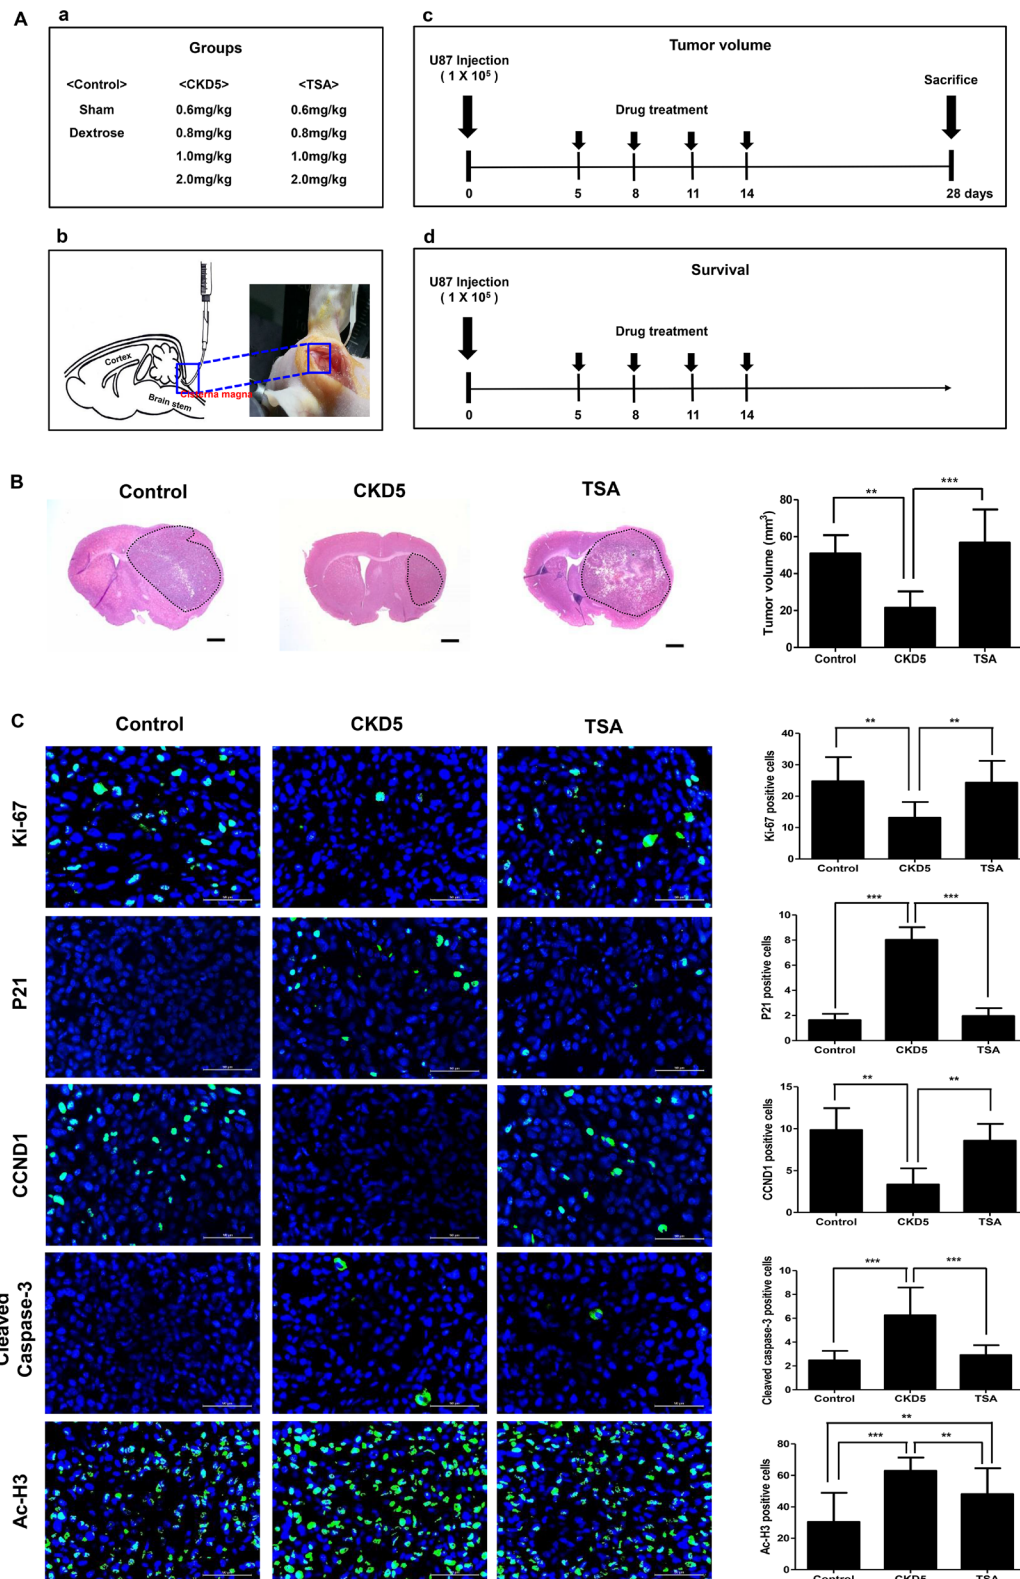 A
a
Groups
<Control> <CKD5> <TSA>
Sham 0.6mg/kg 0.6mg/kg
Dextrose 0.8mg/kg 0.8mg/kg
1.0mg/kg 1.0mg/kg
2.0mg/kg 2.0mg/kg
c
Tumor volume
U87 Injection
( 1 X 10⁵ )
Sacrifice
Drug treatment
0 5 8 11 14 28 days
b
Cortex
Brain stem
Cisterna magna
d
Survival
U87 Injection
( 1 X 10⁵ )
Drug treatment
0 5 8 11 14
B
Control CKD5 TSA
** ***
Tumor volume (mm³)
80
60
40
20
0
Control CKD5 TSA
C
Control CKD5 TSA
Ki-67
P21
CCND1
Cleaved
Caspase-3
Ac-H3
** **
Ki-67 positive cells
40
30
20
10
0
Control CKD5 TSA
*** ***
P21 positive cells
10
8
6
4
2
0
Control CKD5 TSA
** **
CCND1 positive cells
15
10
5
0
Control CKD5 TSA
*** ***
Cleaved caspase-3 positive cells
10
8
6
4
2
0
Control CKD5 TSA
**
*** **
Ac-H3 positive cells
80
60
40
20
0
Control CKD5 TSA